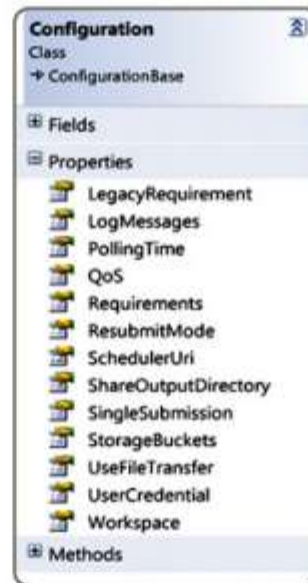 Configuration
Class
ConfigurationBase
Fields
Properties
LegacyRequirement
LogMessages
PollingTime
QoS
Requirements
ResubmitMode
SchedulerUri
ShareOutputDirectory
SingleSubmission
StorageBuckets
UseFileTransfer
UserCredential
Workspace
Methods